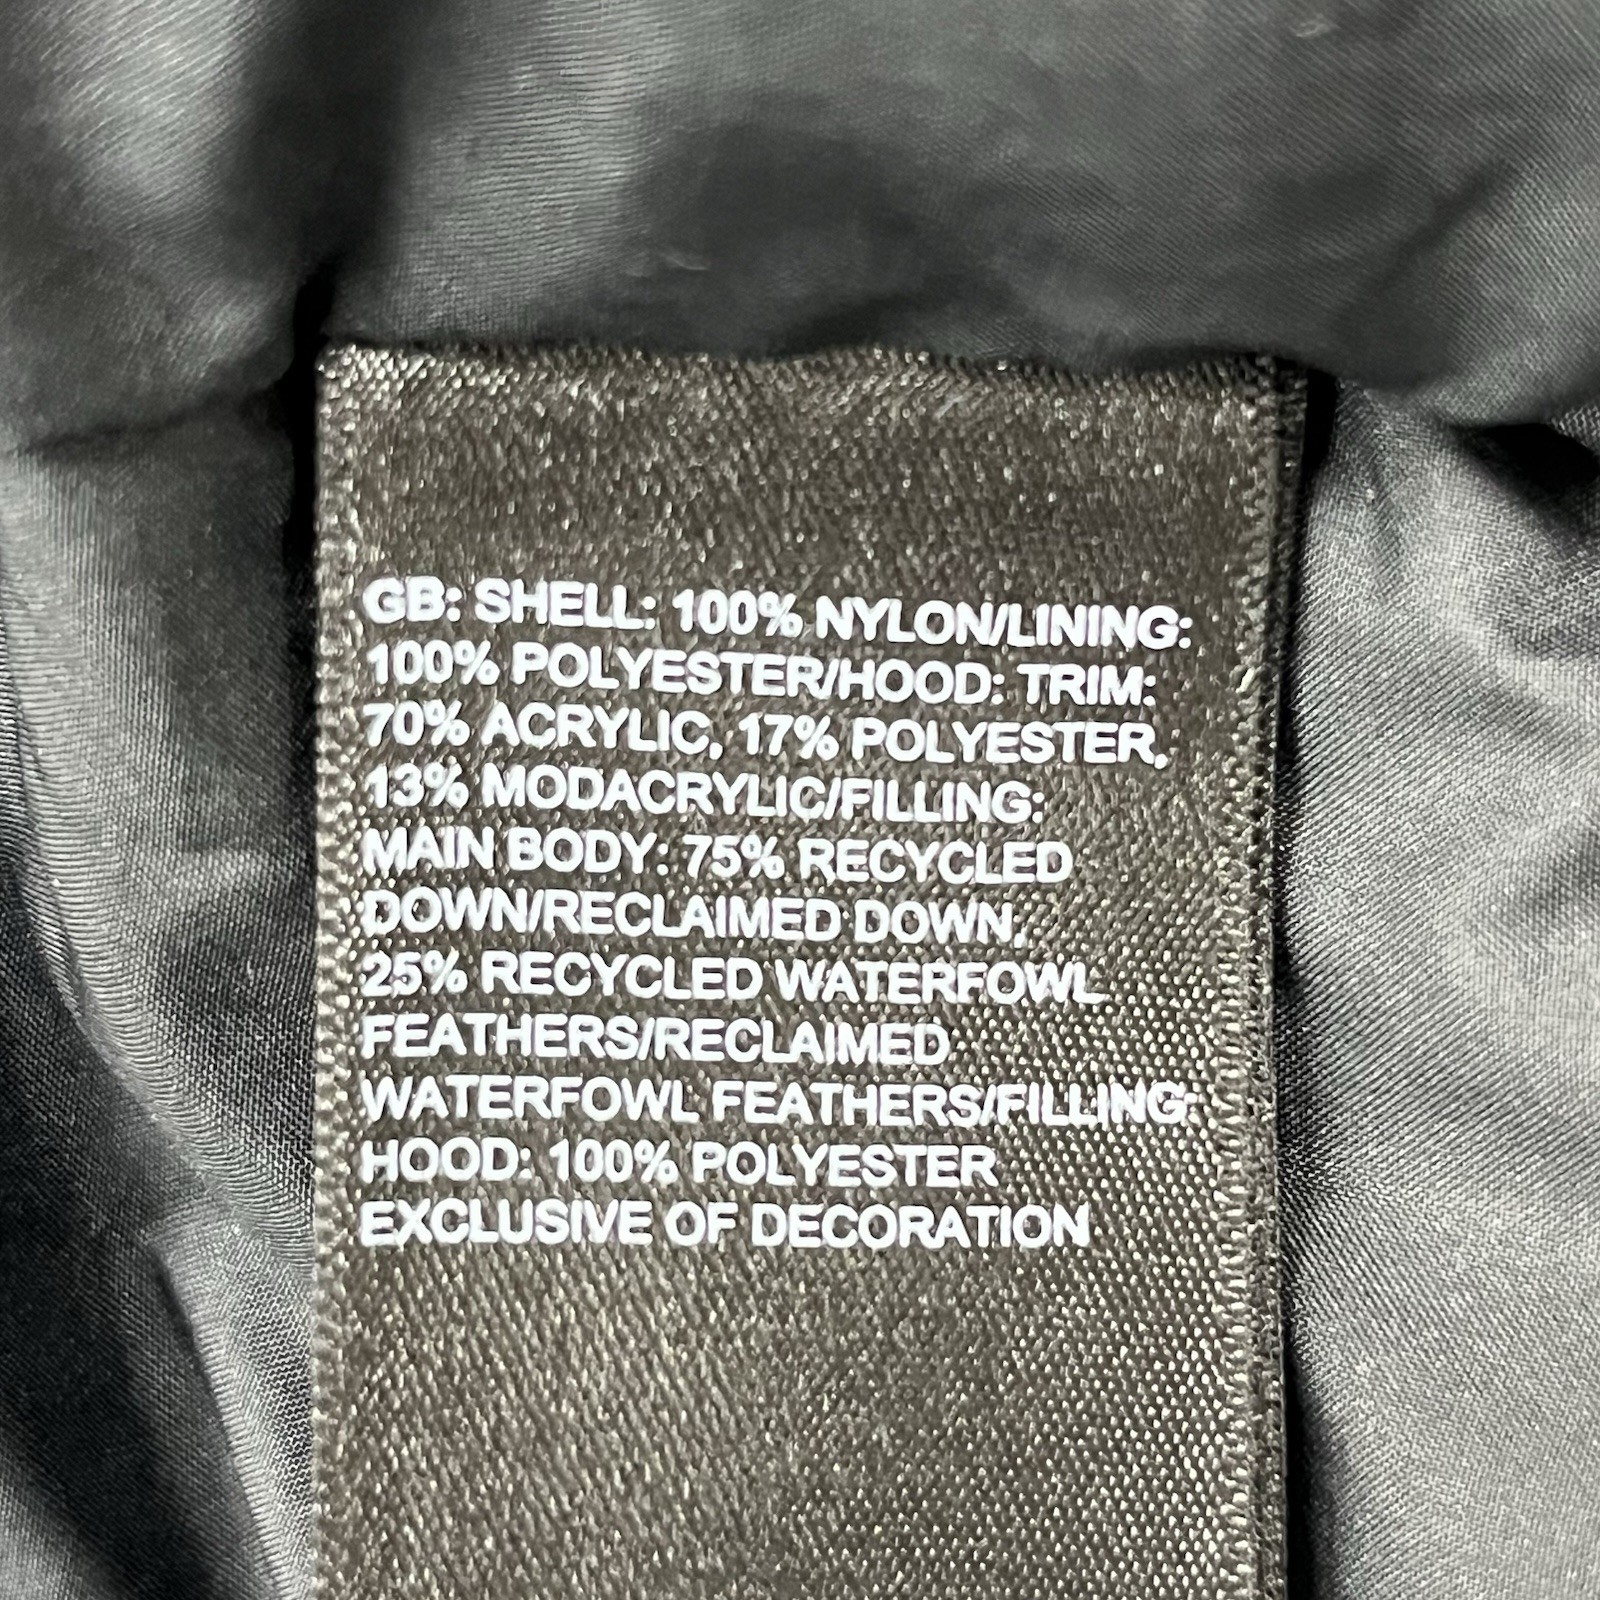 GB: SHELL: 100% NYLON/LINING:
100% POLYESTER/HOOD: TRIM:
70% ACRYLIC, 17% POLYESTER,
13% MODACRYLIC/FILLING:
MAIN BODY: 75% RECYCLED
DOWN/RECLAIMED DOWN,
25% RECYCLED WATERFOWL
FEATHERS/RECLAIMED
WATERFOWL FEATHERS/FILLING:
HOOD: 100% POLYESTER
EXCLUSIVE OF DECORATION